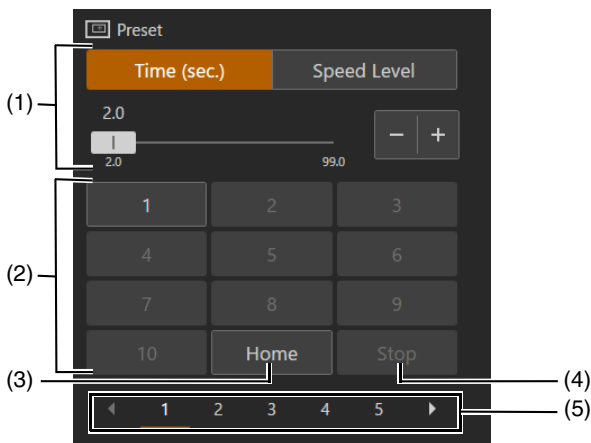 Preset
Time (sec.) Speed Level
(1)
2.0
− +
2.0 99.0
1 2 3
4 5 6
(2)
7 8 9
10 Home Stop
(3) (4)
1 2 3 4 5 (5)